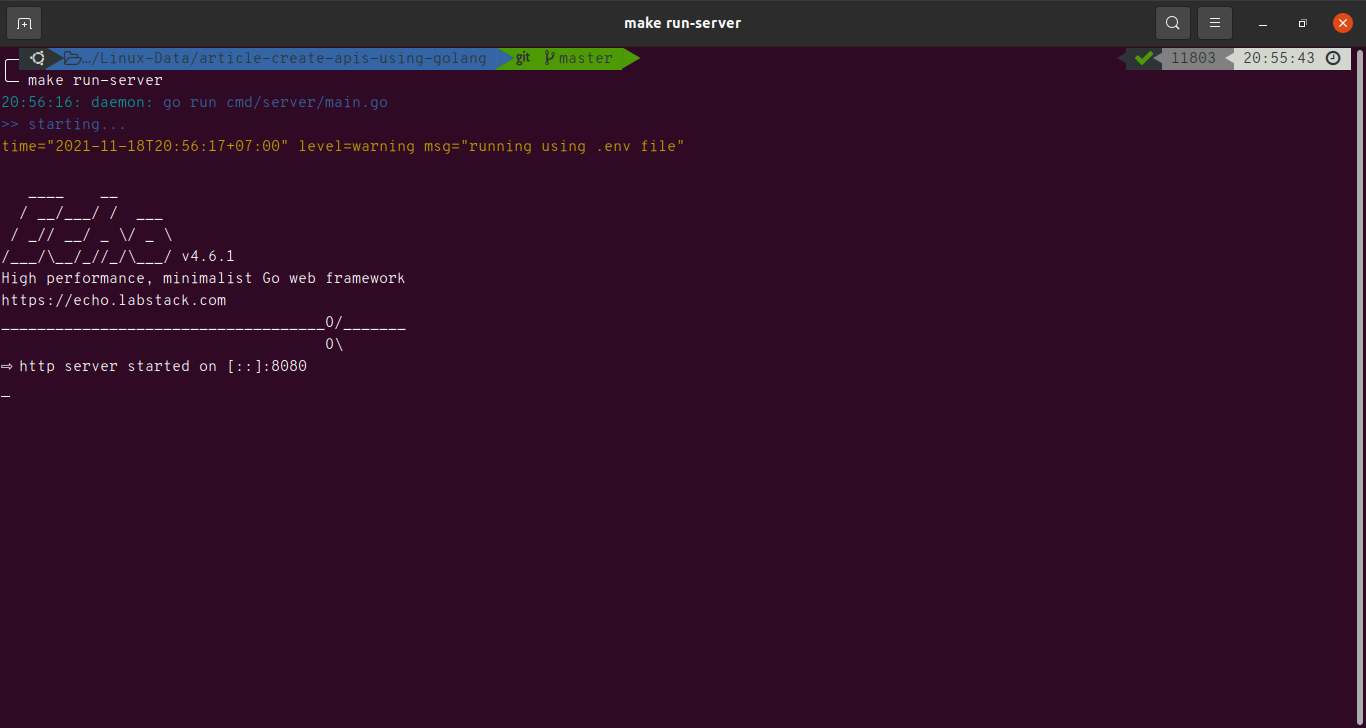 make run-server
…/Linux-Data/article-create-apis-using-golang git master 11803 20:55:43
make run-server
20:56:16: daemon: go run cmd/server/main.go
>> starting...
time="2021-11-18T20:56:17+07:00" level=warning msg="running using .env file"
   ____    __
  / __/___/ /  ___
 / _// __/ _ \/ _ \
/___/\__/_//_/\___/ v4.6.1
High performance, minimalist Go web framework
https://echo.labstack.com
____________________________________O/_______
                                    O\
⇨ http server started on [::]:8080